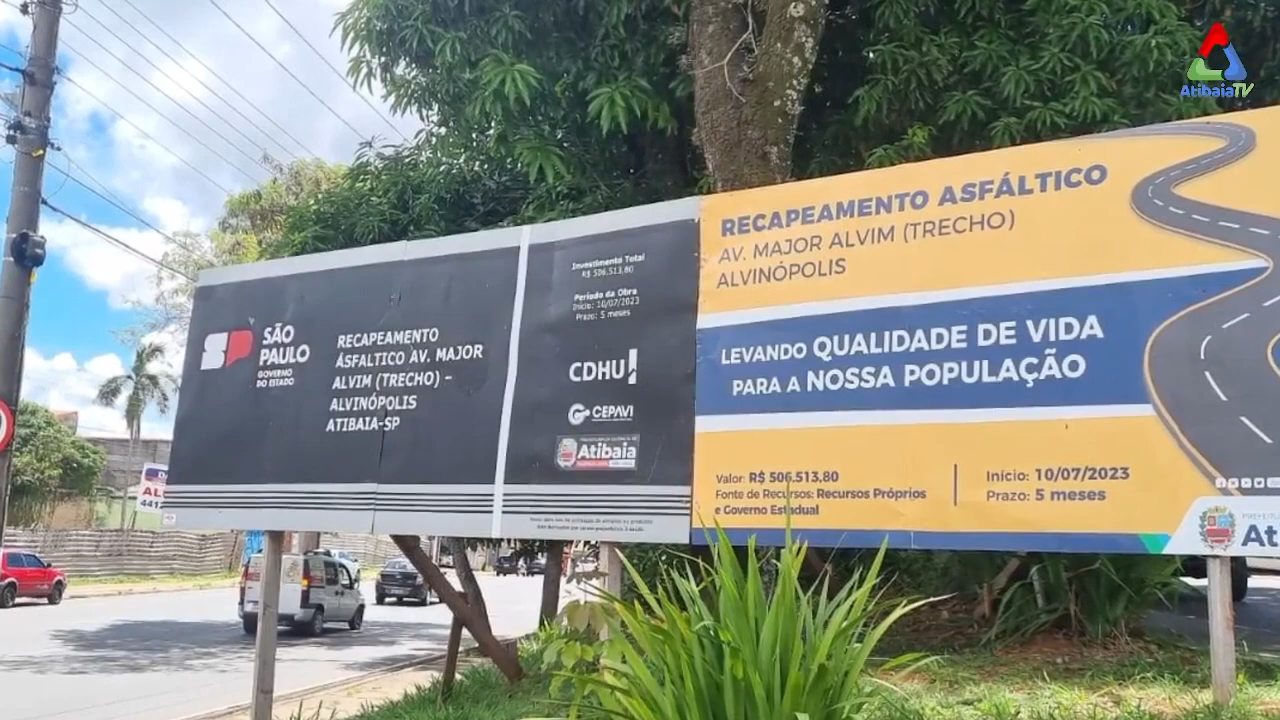 AtibaiaTV
SÃO
PAULO
GOVERNO
DO ESTADO
RECAPEAMENTO
ÁSFALTICO AV. MAJOR
ALVIM (TRECHO) -
ALVINÓPOLIS
ATIBAIA-SP
Investimento Total
R$ 506.513,80
Período da Obra
Início: 10/07/2023
Prazo: 5 meses
CDHU
CEPAVI
Atibaia
RECAPEAMENTO ASFÁLTICO
AV. MAJOR ALVIM (TRECHO)
ALVINÓPOLIS
LEVANDO QUALIDADE DE VIDA
PARA A NOSSA POPULAÇÃO
Valor: R$ 506.513,80
Fonte de Recursos: Recursos Próprios
e Governo Estadual
Início: 10/07/2023
Prazo: 5 meses